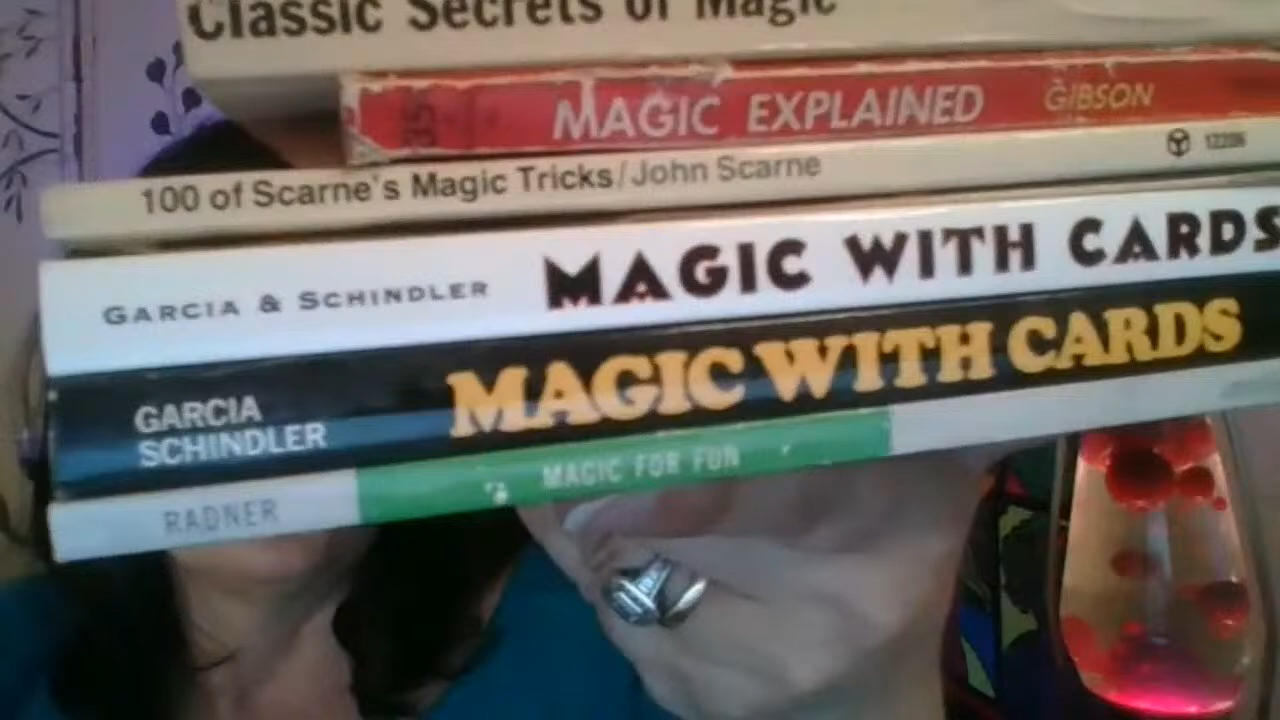 Classic Secrets of Magic
MAGIC EXPLAINED GIBSON
100 of Scarne's Magic Tricks/John Scarne 12206
GARCIA & SCHINDLER MAGIC WITH CARDS
GARCIA
SCHINDLER MAGIC WITH CARDS
RADNER MAGIC FOR FUN